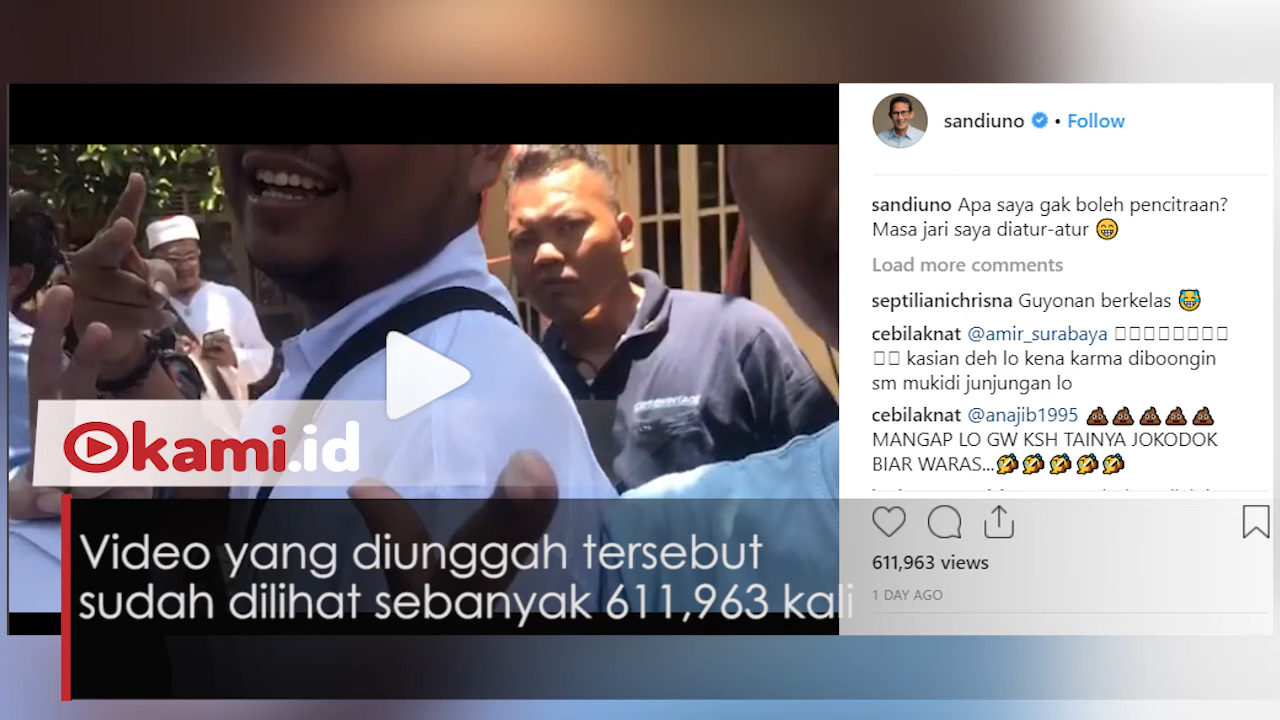 sandiuno • Follow
sandiuno Apa saya gak boleh pencitraan?
Masa jari saya diatur-atur 😁
Load more comments
septilianichrisna Guyonan berkelas 😂
cebilaknat @amir_surabaya □□□□□□□□
□□ kasian deh lo kena karma diboongin
sm mukidi junjungan lo
cebilaknat @anajib1995 💩💩💩💩💩
MANGAP LO GW KSH TAINYA JOKODOK
BIAR WARAS...🤣🤣🤣🤣🤣
611,963 views
1 DAY AGO
Okami.id
Video yang diunggah tersebut
sudah dilihat sebanyak 611,963 kali